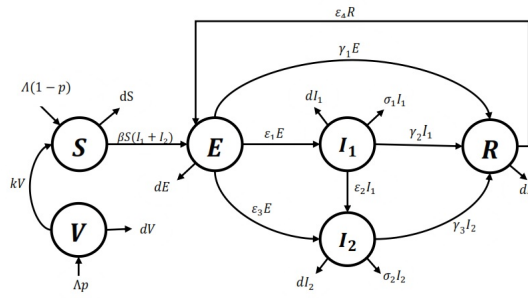 ε₄R
γ₁E
Λ(1−p)
dS
dI₁
σ₁I₁
S
βS(I₁ + I₂)
E
ε₁E
I₁
γ₂I₁
R
kV
dE
ε₂I₁
ε₃E
V
dV
I₂
γ₃I₂
Λp
dI₂
σ₂I₂